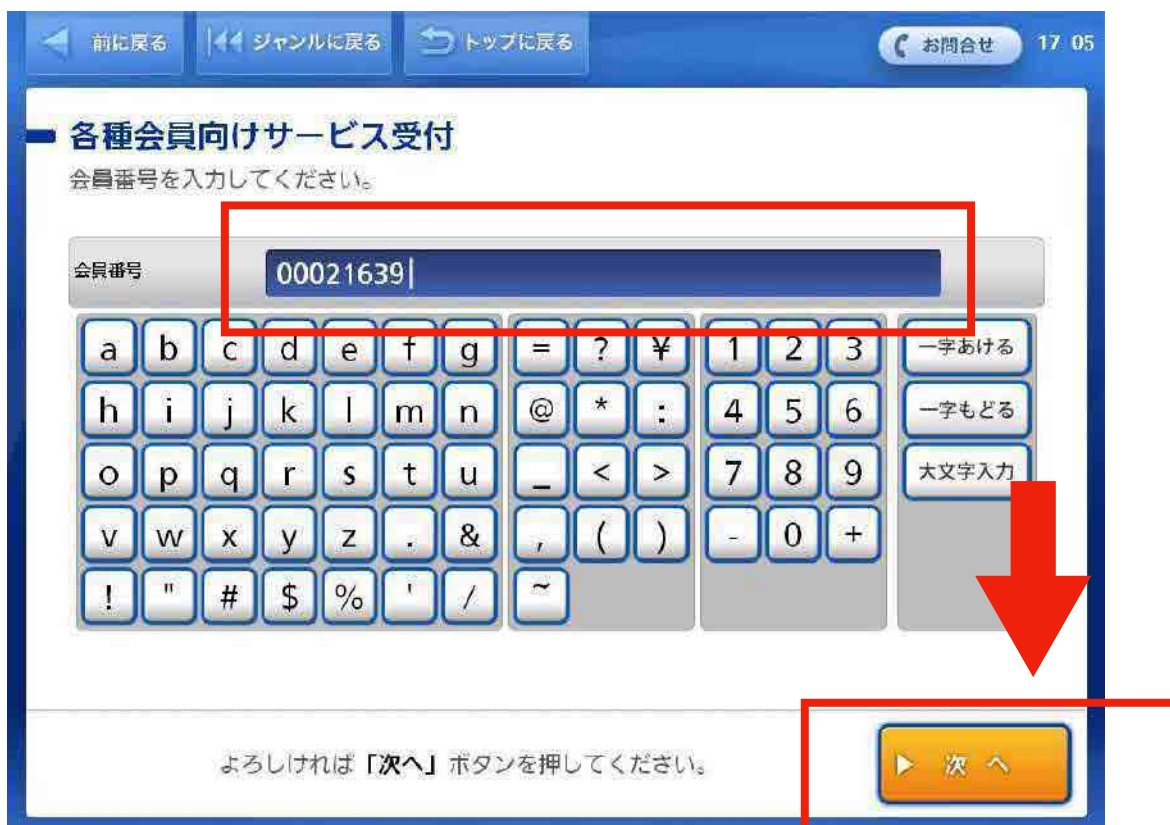 前に戻る ジャンルに戻る トップに戻る お問合せ 17 05
各種会員向けサービス受付
会員番号を入力してください。
会員番号 00021639
a b c d e f g = ? ¥ 1 2 3 一字あける
h i j k l m n @ * : 4 5 6 一字もどる
o p q r s t u _ < > 7 8 9 大文字入力
v w x y z . & , ( ) - 0 +
! " # $ % ' / ~
よろしければ「次へ」ボタンを押してください。 次へ